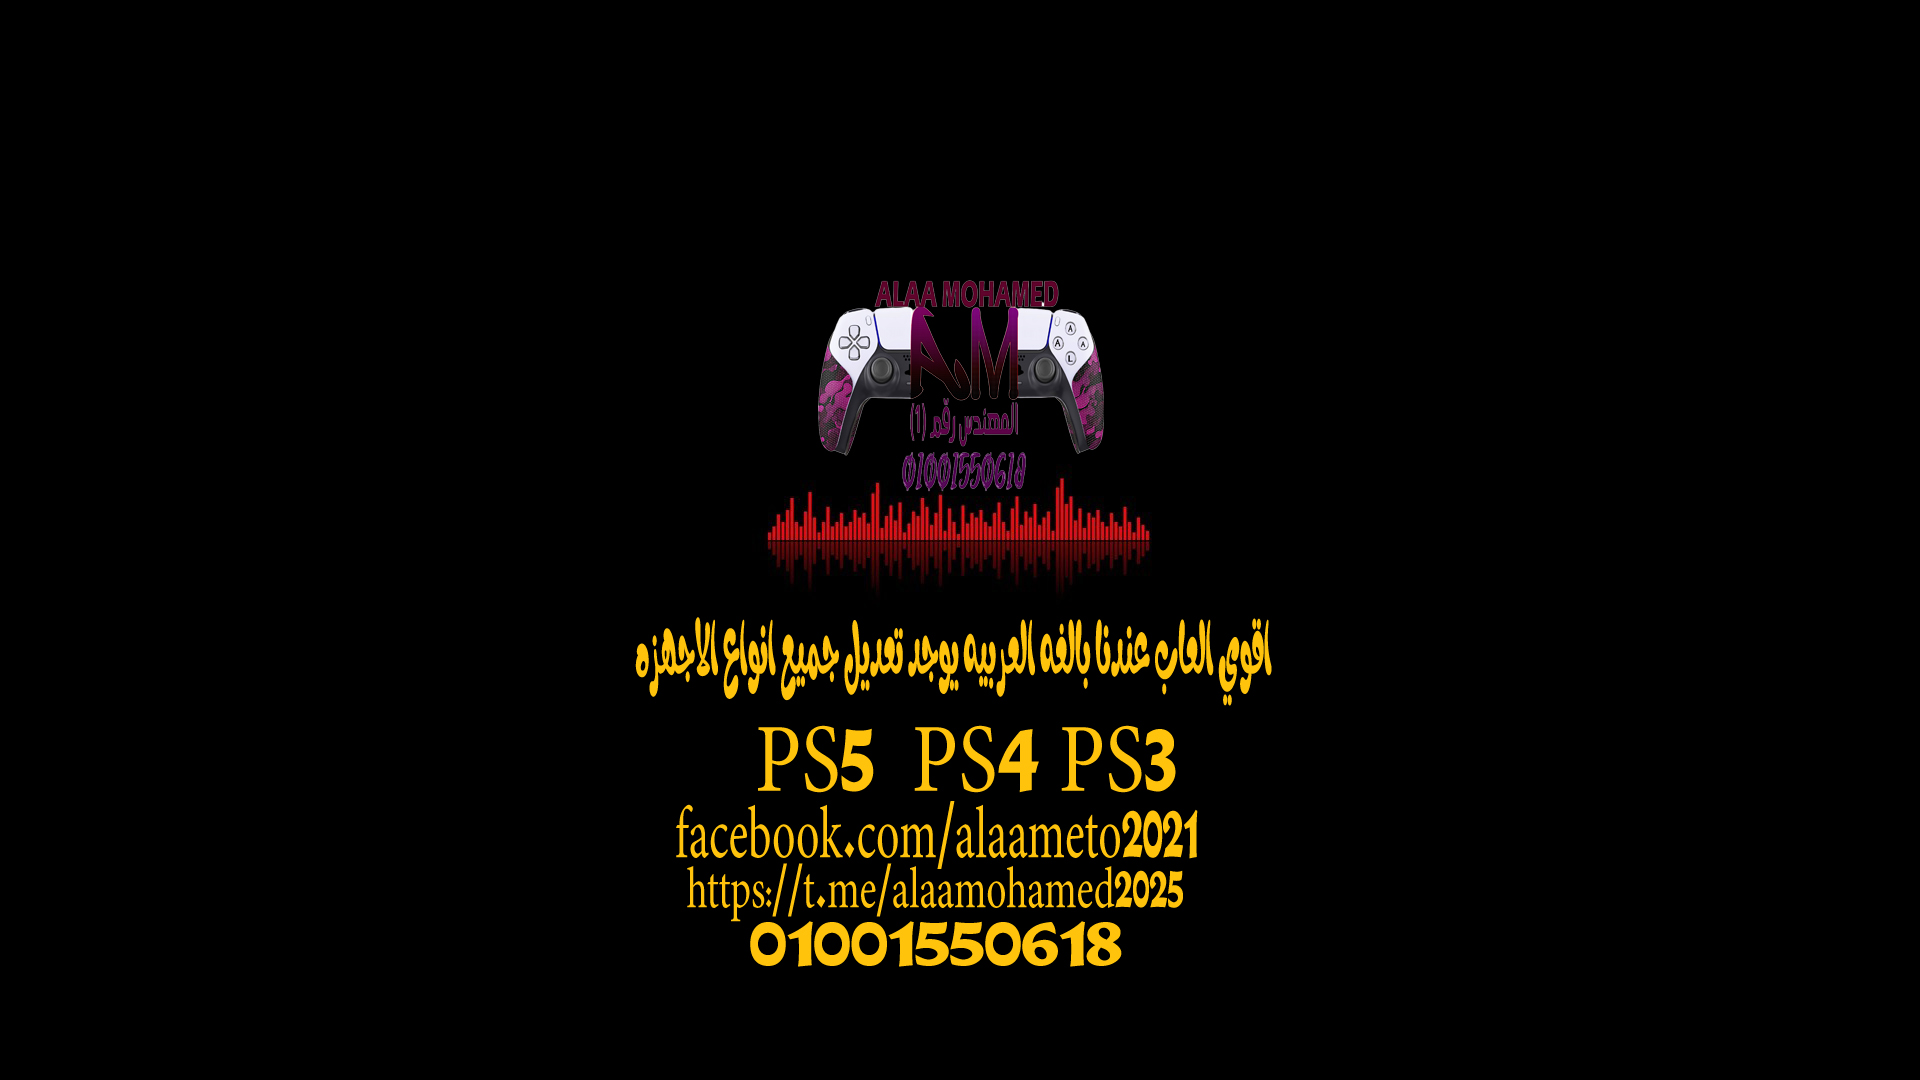 ALAA MOHAMED
A.M
المهندس رقم (1)
01001550618
اقوي العاب عندنا بالغه العربيه يوجد تعديل جميع انواع الاجهزه
PS5 PS4 PS3
facebook.com/alaameto2021
https://t.me/alaamohamed2025
01001550618